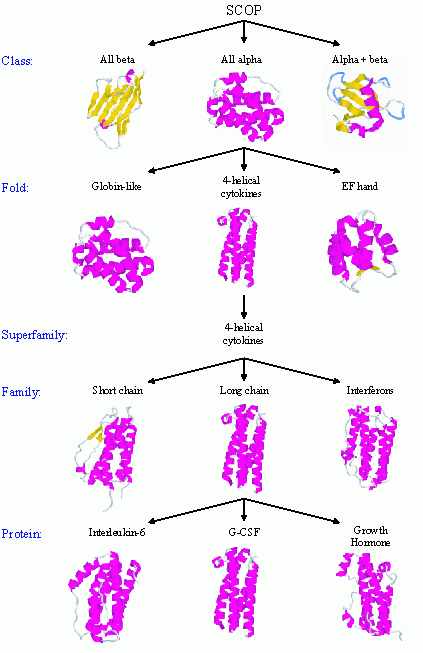 SCOP
Class: All beta All alpha Alpha + beta
Fold: Globin-like 4-helical EF hand
cytokines
Superfamily: 4-helical
cytokines
Family: Short chain Long chain Interferons
Protein: Interleukin-6 G-CSF Growth
Hormone